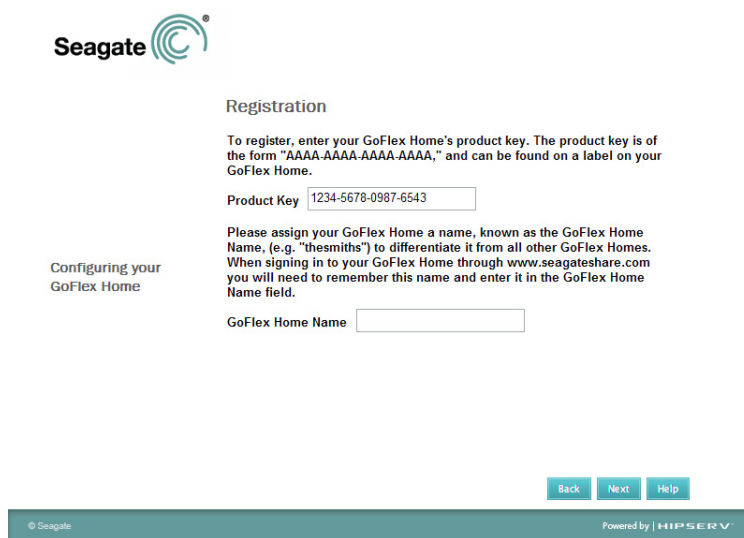 Seagate
Registration
To register, enter your GoFlex Home's product key. The product key is of
the form "AAAA-AAAA-AAAA-AAAA," and can be found on a label on your
GoFlex Home.
Product Key 1234-5678-0987-6543
Please assign your GoFlex Home a name, known as the GoFlex Home
Name, (e.g. "thesmiths") to differentiate it from all other GoFlex Homes.
When signing in to your GoFlex Home through www.seagateshare.com
you will need to remember this name and enter it in the GoFlex Home
Name field.
Configuring your
GoFlex Home
GoFlex Home Name
Back Next Help
© Seagate
Powered by | HIPSERV